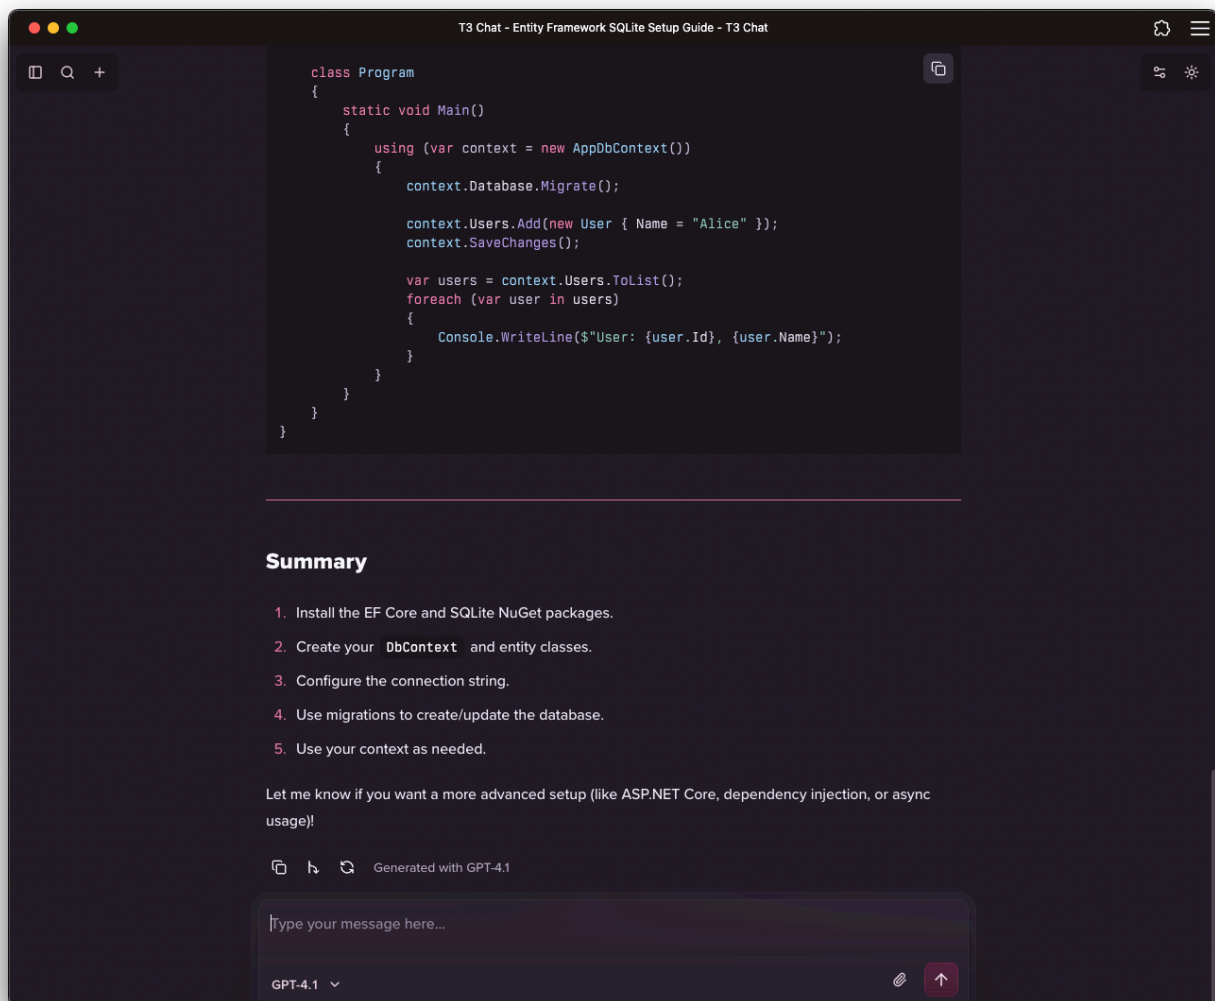 T3 Chat - Entity Framework SQLite Setup Guide - T3 Chat
class Program
{
static void Main()
{
using (var context = new AppDbContext())
{
context.Database.Migrate();
context.Users.Add(new User { Name = "Alice" });
context.SaveChanges();
var users = context.Users.ToList();
foreach (var user in users)
{
Console.WriteLine($"User: {user.Id}, {user.Name}");
}
}
}
}
}
Summary
1. Install the EF Core and SQLite NuGet packages.
2. Create your DbContext and entity classes.
3. Configure the connection string.
4. Use migrations to create/update the database.
5. Use your context as needed.
Let me know if you want a more advanced setup (like ASP.NET Core, dependency injection, or async
usage)!
Generated with GPT-4.1
Type your message here...
GPT-4.1